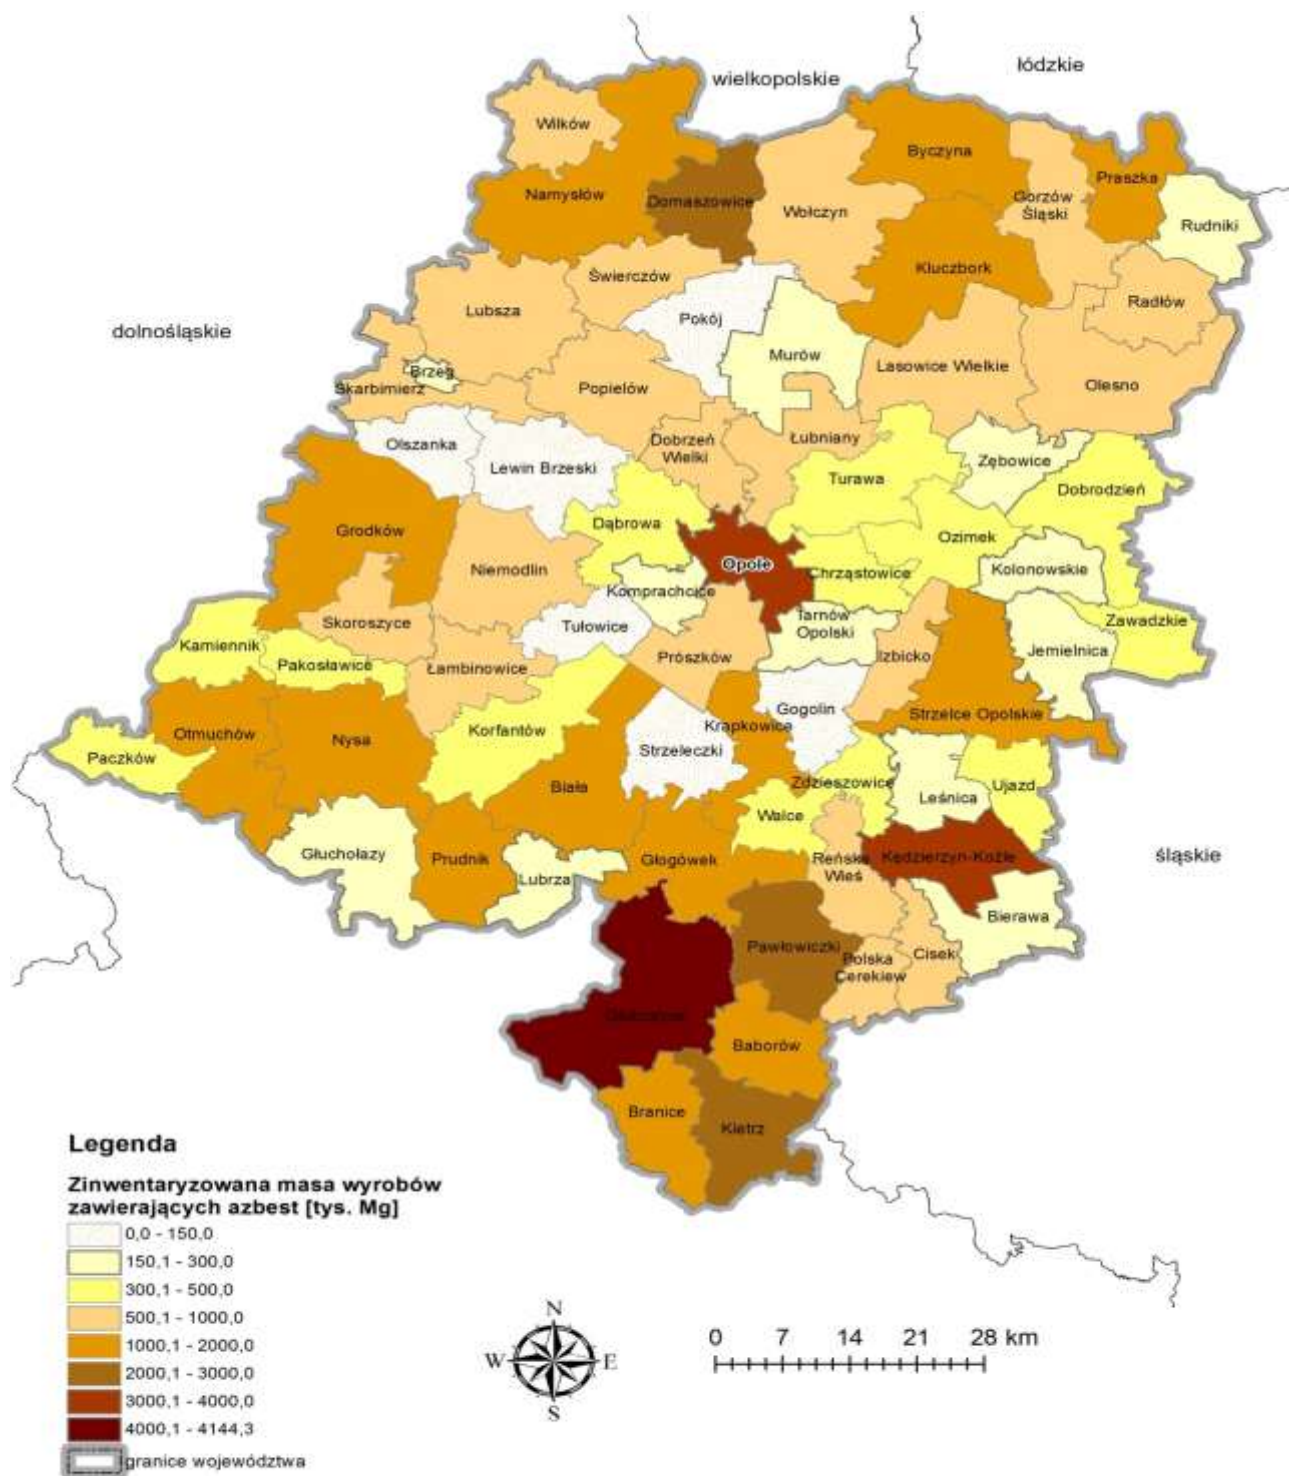 wielkopolskie
łódzkie
Wilków
Byczyna
Praszka
Namysłów
Domaszowice
Wołczyn
Gorzów
Śląski
Rudniki
Świerczów
Kluczbork
Radłów
Lubsza
Pokój
dolnośląskie
Murów
Brzeg
Skarbimierz
Popielów
Lasowice Wielkie
Olesno
Olszanka
Lewin Brzeski
Dobrzeń
Wielki
Łubniany
Zębowice
Turawa
Dobrodzień
Grodków
Dąbrowa
Ozimek
Niemodlin
Opole
Chrząstowice
Kolonowskie
Komprachcice
Skoroszyce
Tułowice
Tarnów
Opolski
Zawadzkie
Kamiennik
Pakosławice
Łambinowice
Prószków
Izbicko
Jemielnica
Otmuchów
Nysa
Korfantów
Gogolin
Krapkowice
Strzelce Opolskie
Paczków
Strzeleczki
Zdzieszowice
Biała
Leśnica
Ujazd
Walce
Głuchołazy
Prudnik
Lubrza
Głogówek
Reńska
Wieś
Kędzierzyn-Koźle
śląskie
Bierawa
Pawłowiczki
Polska
Cerekiew
Cisek
Baborów
Branice
Kietrz
Legenda
Zinwentaryzowana masa wyrobów
zawierających azbest [tys. Mg]
0,0 - 150,0
150,1 - 300,0
300,1 - 500,0
500,1 - 1000,0
1000,1 - 2000,0
2000,1 - 3000,0
3000,1 - 4000,0
4000,1 - 4144,3
granice województwa
N
W
E
S
0 7 14 21 28 km